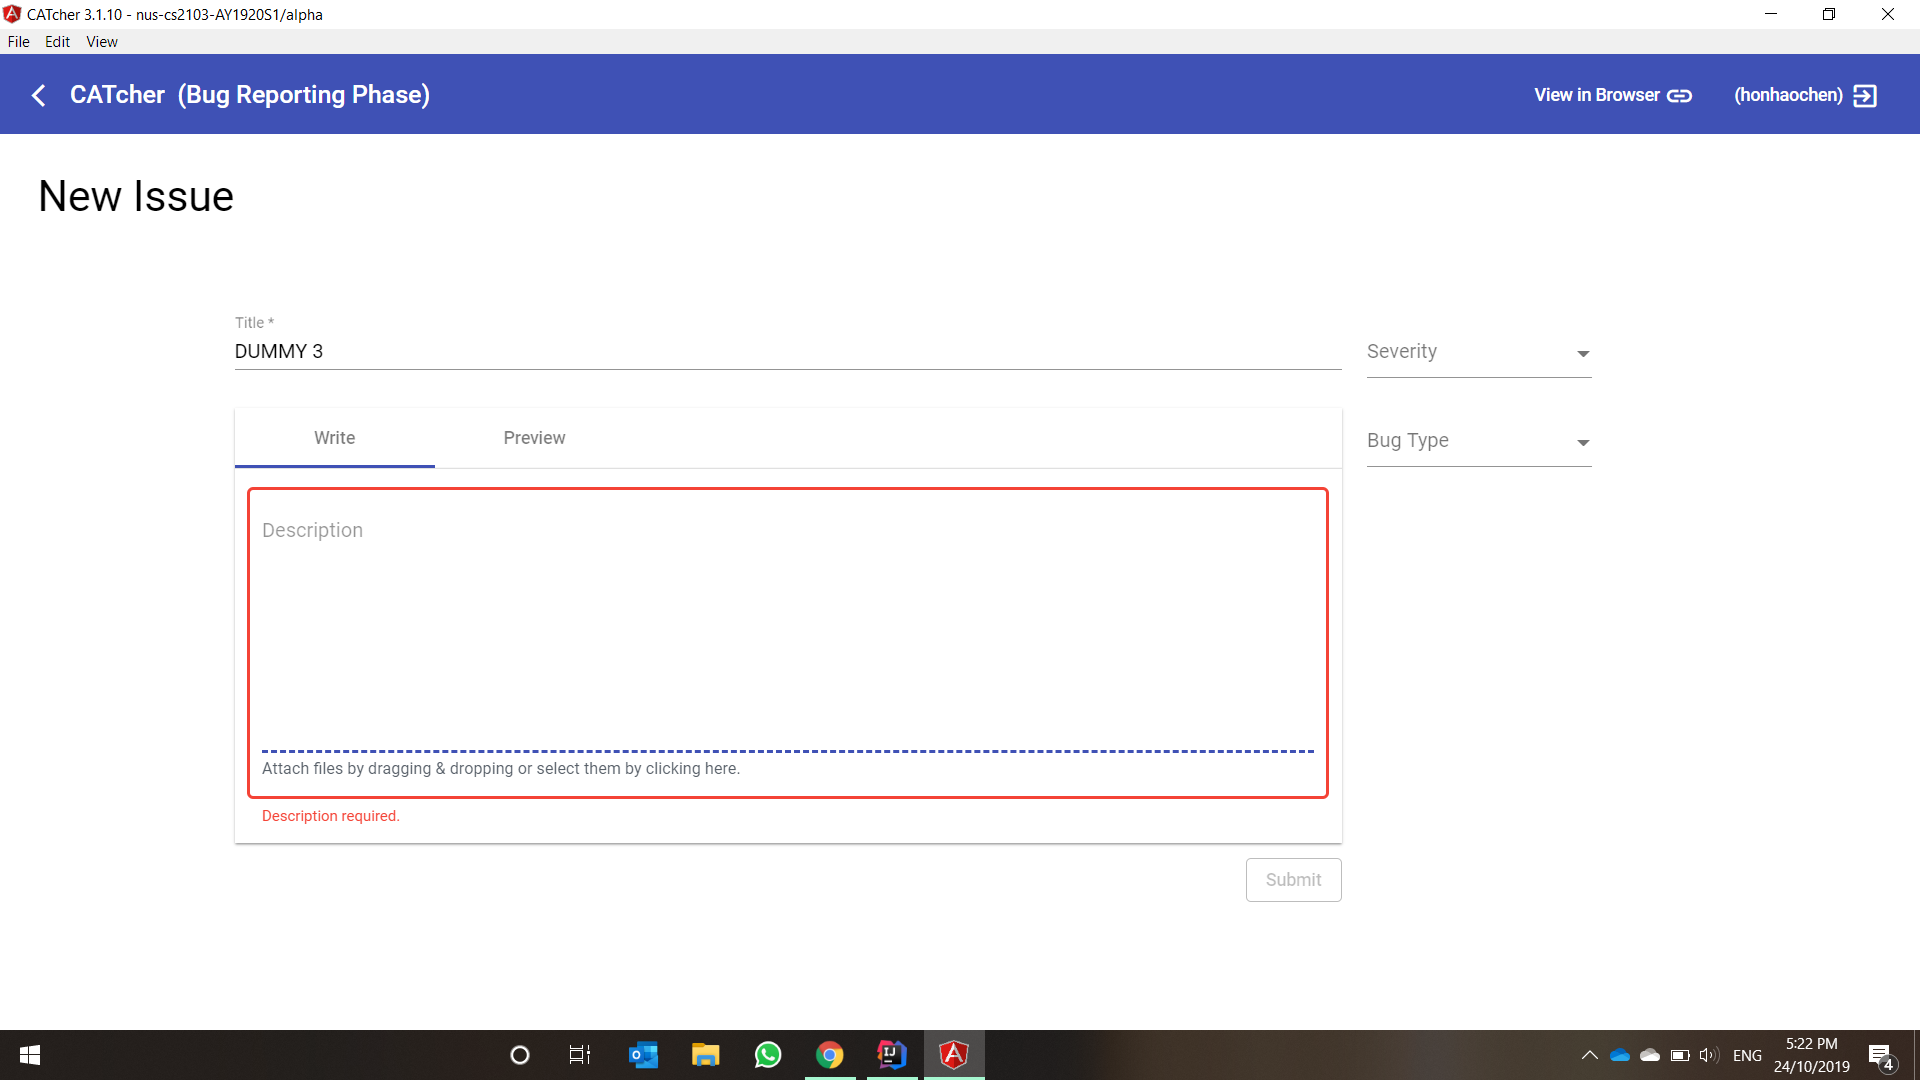 CATcher 3.1.10 - nus-cs2103-AY1920S1/alpha
File Edit View
CATcher (Bug Reporting Phase)
View in Browser
(honhaochen)
New Issue
Title *
DUMMY 3
Severity
Write
Preview
Bug Type
Description
Attach files by dragging & dropping or select them by clicking here.
Description required.
Submit
ENG
5:22 PM
24/10/2019
4